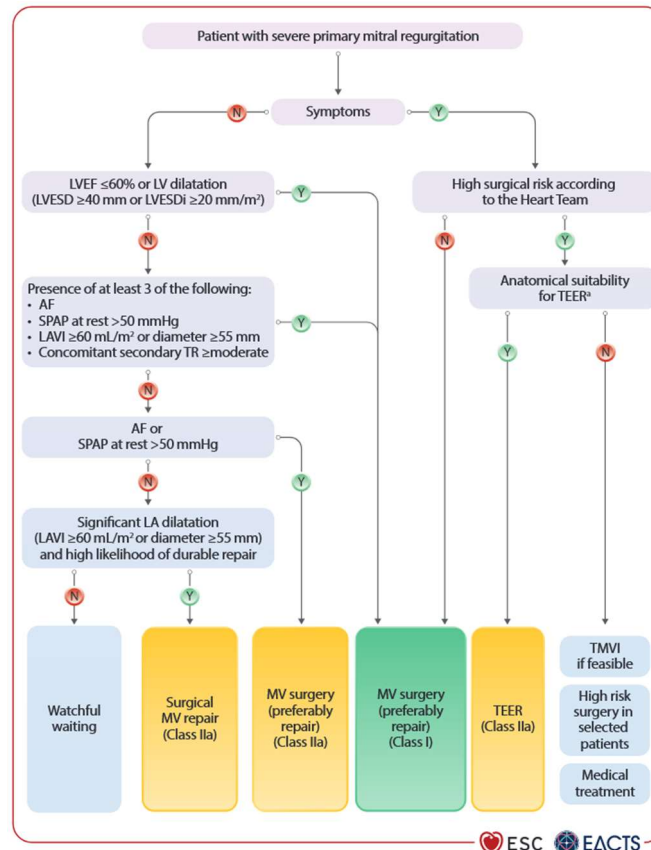 Patient with severe primary mitral regurgitation
N
Symptoms
Y
LVEF ≤60% or LV dilatation
(LVESD ≥40 mm or LVESDi ≥20 mm/m²)
Y
High surgical risk according
to the Heart Team
N
N
Y
Presence of at least 3 of the following:
• AF
• SPAP at rest >50 mmHg
• LAVI ≥60 mL/m² or diameter ≥55 mm
• Concomitant secondary TR ≥moderate
Y
Anatomical suitability
for TEERᵃ
Y
N
N
AF or
SPAP at rest >50 mmHg
N
Y
Significant LA dilatation
(LAVI ≥60 mL/m² or diameter ≥55 mm)
and high likelihood of durable repair
N
Y
Watchful
waiting
Surgical
MV repair
(Class IIa)
MV surgery
(preferably
repair)
(Class IIa)
MV surgery
(preferably
repair)
(Class I)
TEER
(Class IIa)
TMVI
if feasible
High risk
surgery in
selected
patients
Medical
treatment
ESC EACTS